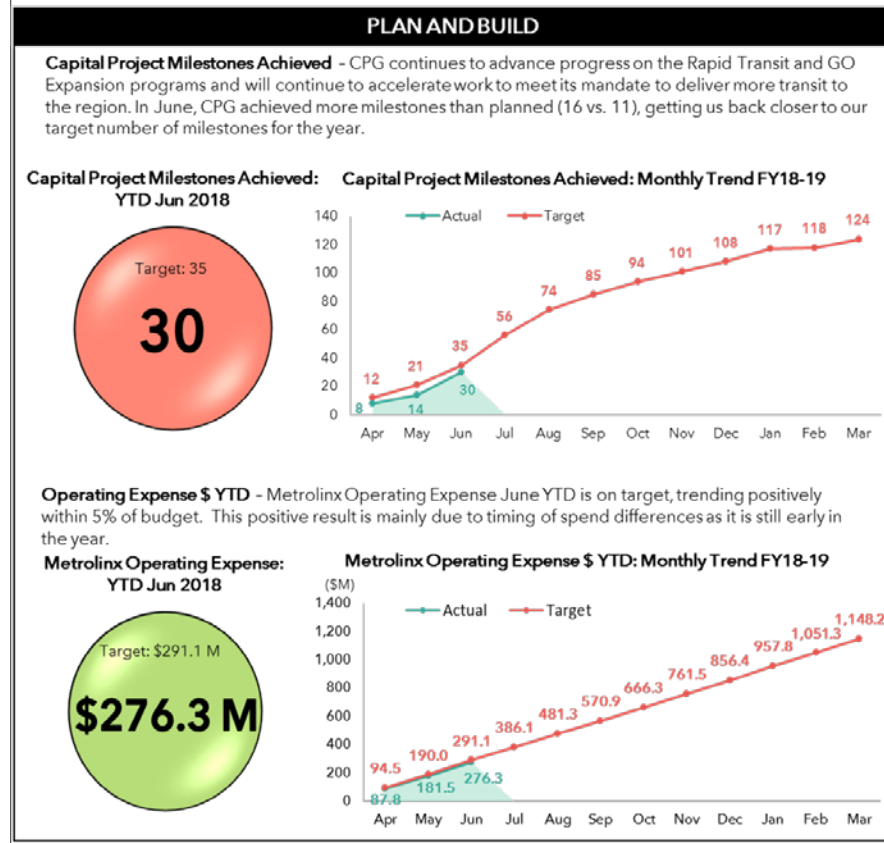 PLAN AND BUILD
Capital Project Milestones Achieved - CPG continues to advance progress on the Rapid Transit and GO
Expansion programs and will continue to accelerate work to meet its mandate to deliver more transit to
the region. In June, CPG achieved more milestones than planned (16 vs. 11), getting us back closer to our
target number of milestones for the year.
Capital Project Milestones Achieved:
YTD Jun 2018
Target: 35
30
Capital Project Milestones Achieved: Monthly Trend FY18-19
Actual Target
140
120
100
80
60
40
20
0
12 21 35 56 74 85 94 101 108 117 118 124
8 14 30
Apr May Jun Jul Aug Sep Oct Nov Dec Jan Feb Mar
Operating Expense $ YTD - Metrolinx Operating Expense June YTD is on target, trending positively
within 5% of budget. This positive result is mainly due to timing of spend differences as it is still early in
the year.
Metrolinx Operating Expense:
YTD Jun 2018
Target: $291.1 M
$276.3 M
Metrolinx Operating Expense $ YTD: Monthly Trend FY18-19
($M)
Actual Target
1,400
1,200
1,000
800
600
400
200
0
94.5 190.0 291.1 386.1 481.3 570.9 666.3 761.5 856.4 957.8 1,051.3 1,148.2
87.8 181.5 276.3
Apr May Jun Jul Aug Sep Oct Nov Dec Jan Feb Mar